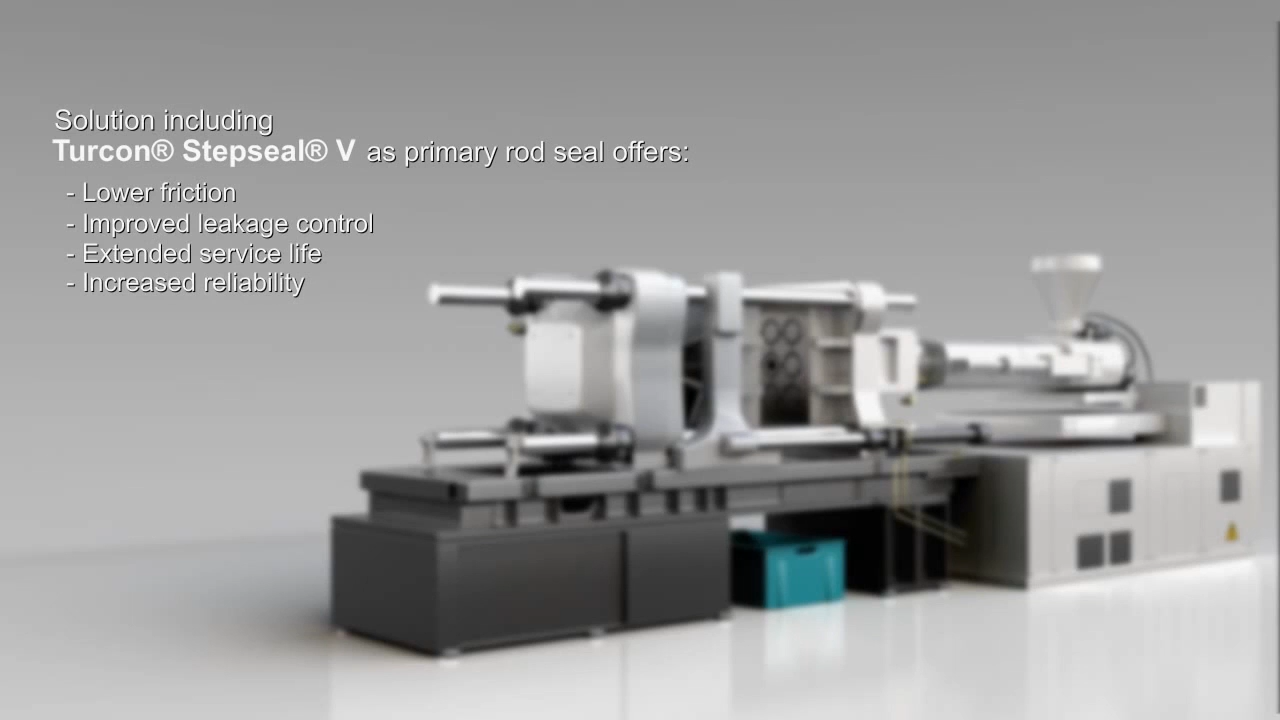 Solution including
Turcon® Stepseal® V as primary rod seal offers:
- Lower friction
- Improved leakage control
- Extended service life
- Increased reliability